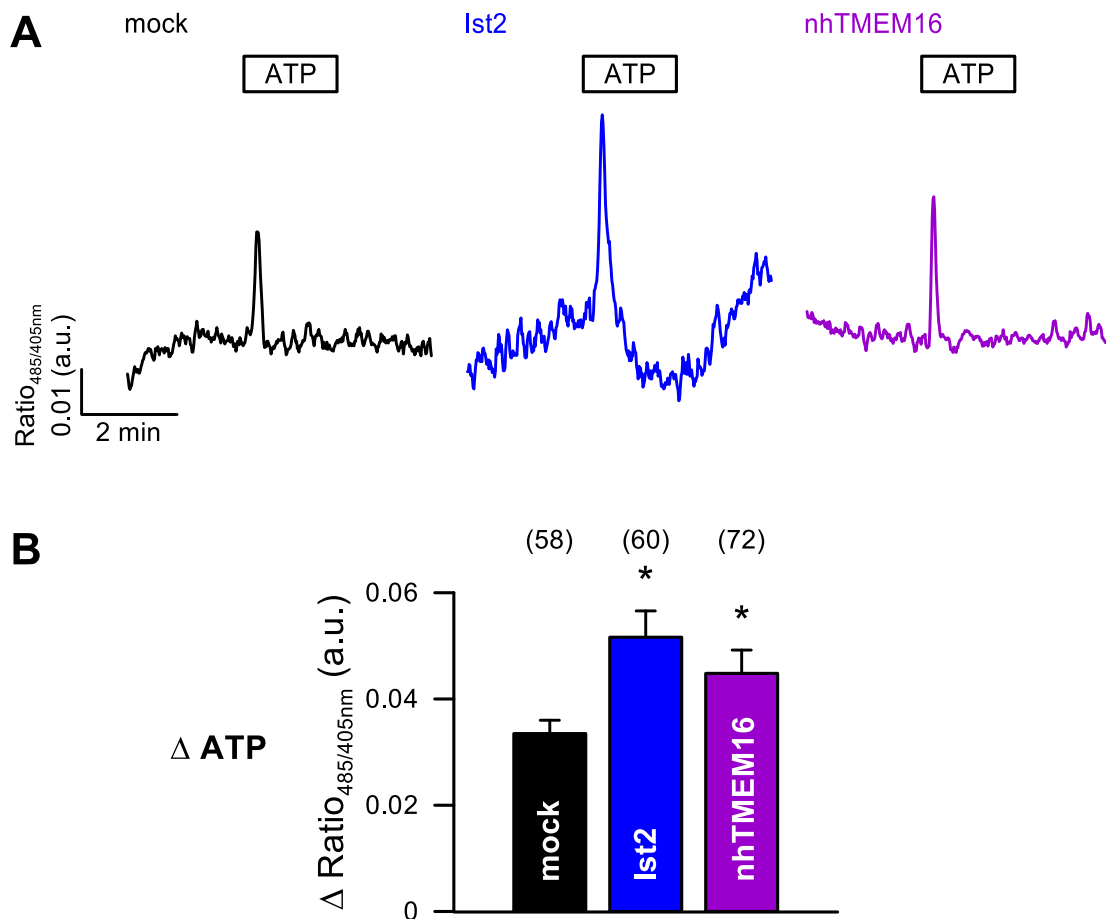 A
mock
Ist2
nhTMEM16
ATP
ATP
ATP
Ratio485/405nm
0.01 (a.u.)
2 min
B
(58)
(60)
(72)
*
*
0.06
0.04
0.02
0
Δ Ratio485/405nm (a.u.)
Δ ATP
mock
Ist2
nhTMEM16